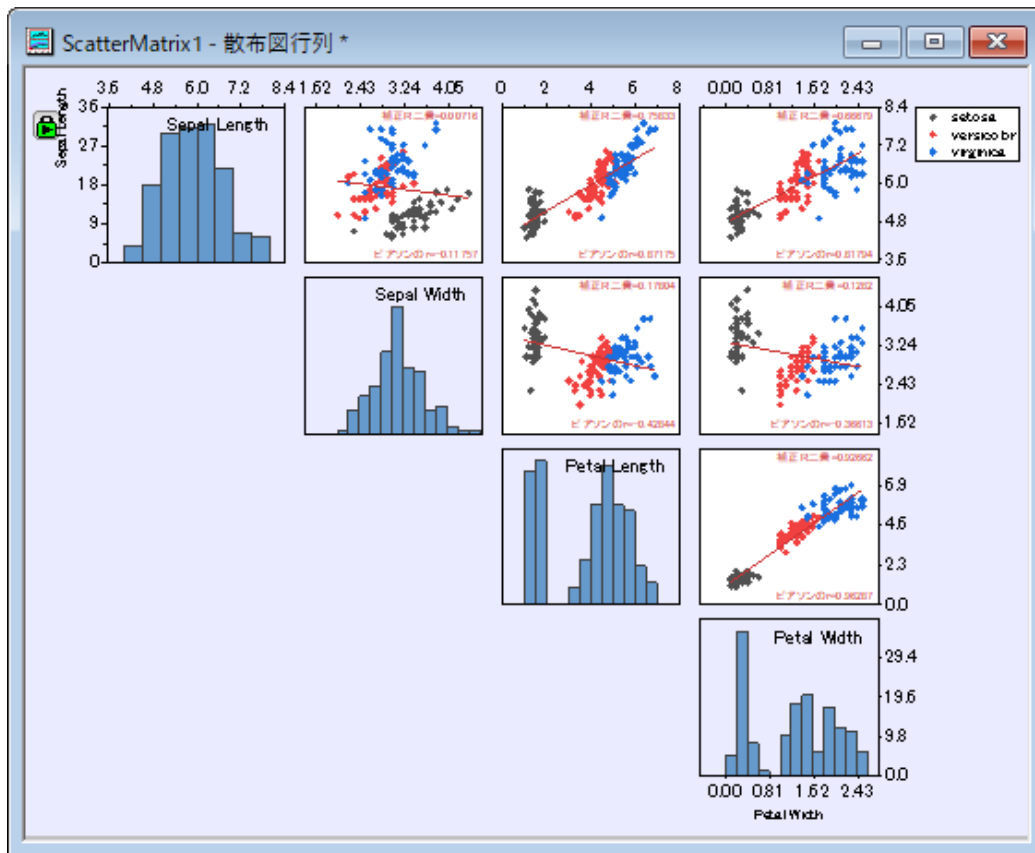 ScatterMatrix1 - 散布図行列 *
3.6 4.8 6.0 7.2 8.4 1.62 2.43 3.24 4.05 0 2 4 6 8 0.00 0.81 1.62 2.43
Sepal Length
36
27
18
9
0
Sepal Length
補正R二乗=0.00716
ピアソンのr=-0.11757
補正R二乗=0.75833
ピアソンのr=0.87175
補正R二乗=0.66679
ピアソンのr=0.81794
8.4
7.2
6.0
4.8
3.6
setosa
versicolor
virginica
Sepal Width
補正R二乗=0.17804
ピアソンのr=-0.42844
補正R二乗=0.1282
ピアソンのr=-0.36613
4.05
3.24
2.43
1.62
Petal Length
補正R二乗=0.92662
ピアソンのr=0.96287
6.9
4.6
2.3
0.0
Petal Width
29.4
19.6
9.8
0.0
0.00 0.81 1.62 2.43
Petal Width